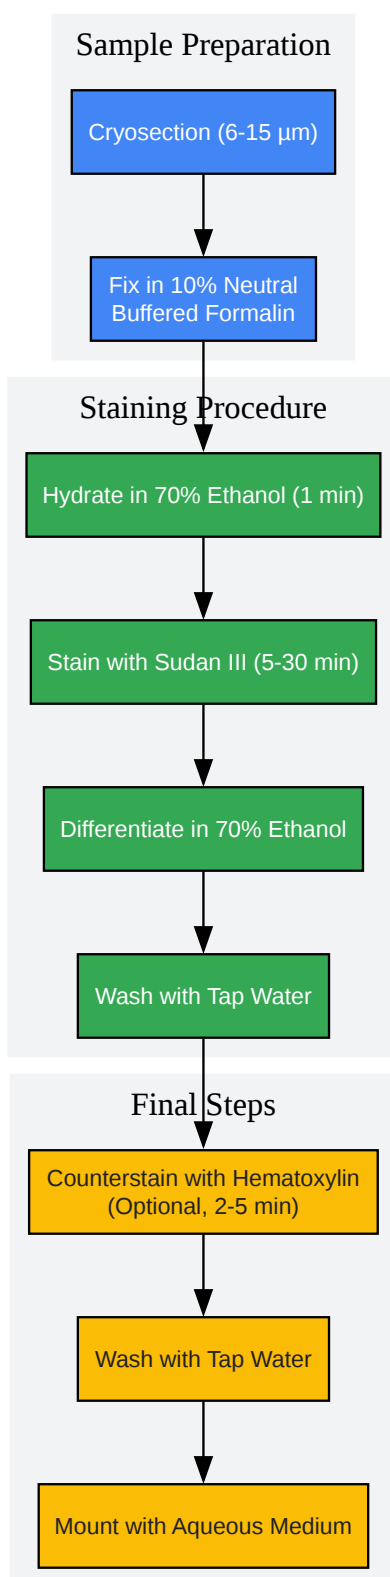 Sample Preparation
Cryosection (6-15 µm)
Fix in 10% Neutral
Buffered Formalin
Staining Procedure
Hydrate in 70% Ethanol (1 min)
Stain with Sudan III (5-30 min)
Differentiate in 70% Ethanol
Wash with Tap Water
Final Steps
Counterstain with Hematoxylin
(Optional, 2-5 min)
Wash with Tap Water
Mount with Aqueous Medium